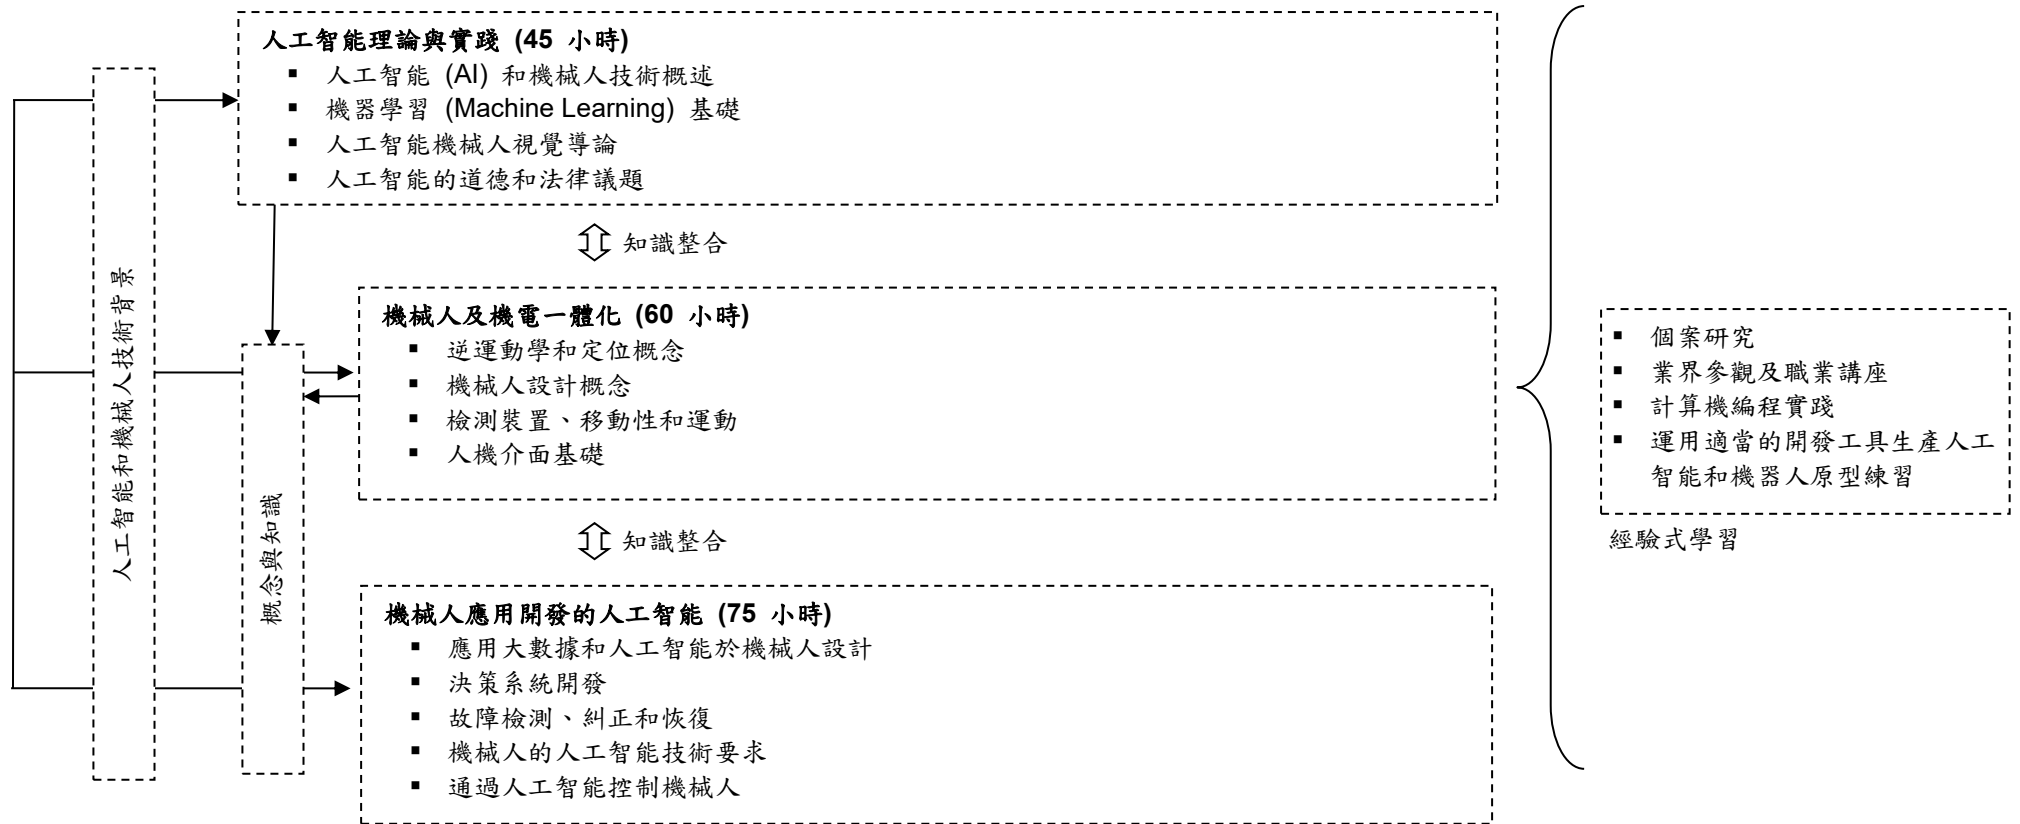 人工智能理論與實踐 (45 小時)
▪ 人工智能 (AI) 和機械人技術概述
▪ 機器學習 (Machine Learning) 基礎
▪ 人工智能機械人視覺導論
▪ 人工智能的道德和法律議題
知識整合
人工智能和機械人技術背景
概念與知識
機械人及機電一體化 (60 小時)
▪ 逆運動學和定位概念
▪ 機械人設計概念
▪ 檢測裝置、移動性和運動
▪ 人機介面基礎
知識整合
機械人應用開發的人工智能 (75 小時)
▪ 應用大數據和人工智能於機械人設計
▪ 決策系統開發
▪ 故障檢測、糾正和恢復
▪ 機械人的人工智能技術要求
▪ 通過人工智能控制機械人
▪ 個案研究
▪ 業界參觀及職業講座
▪ 計算機編程實踐
▪ 運用適當的開發工具生產人工
智能和機器人原型練習
經驗式學習